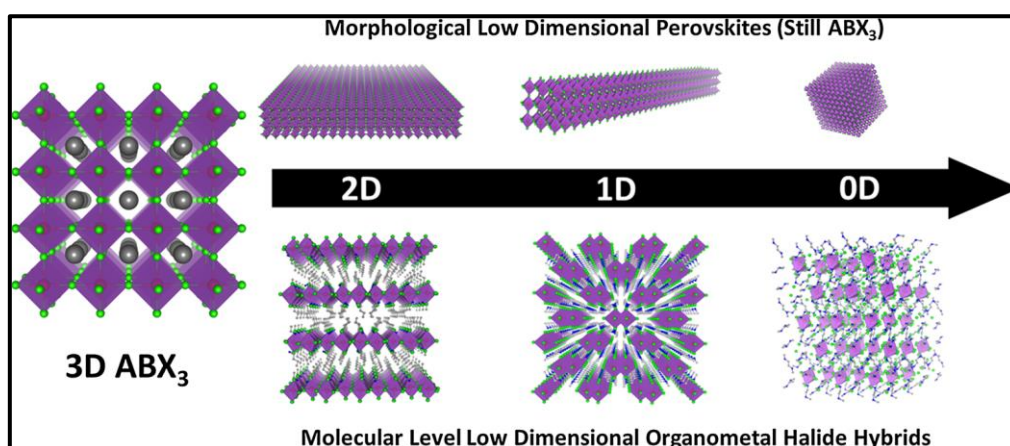 Morphological Low Dimensional Perovskites (Still ABX₃)
2D 1D 0D
3D ABX₃
Molecular Level Low Dimensional Organometal Halide Hybrids